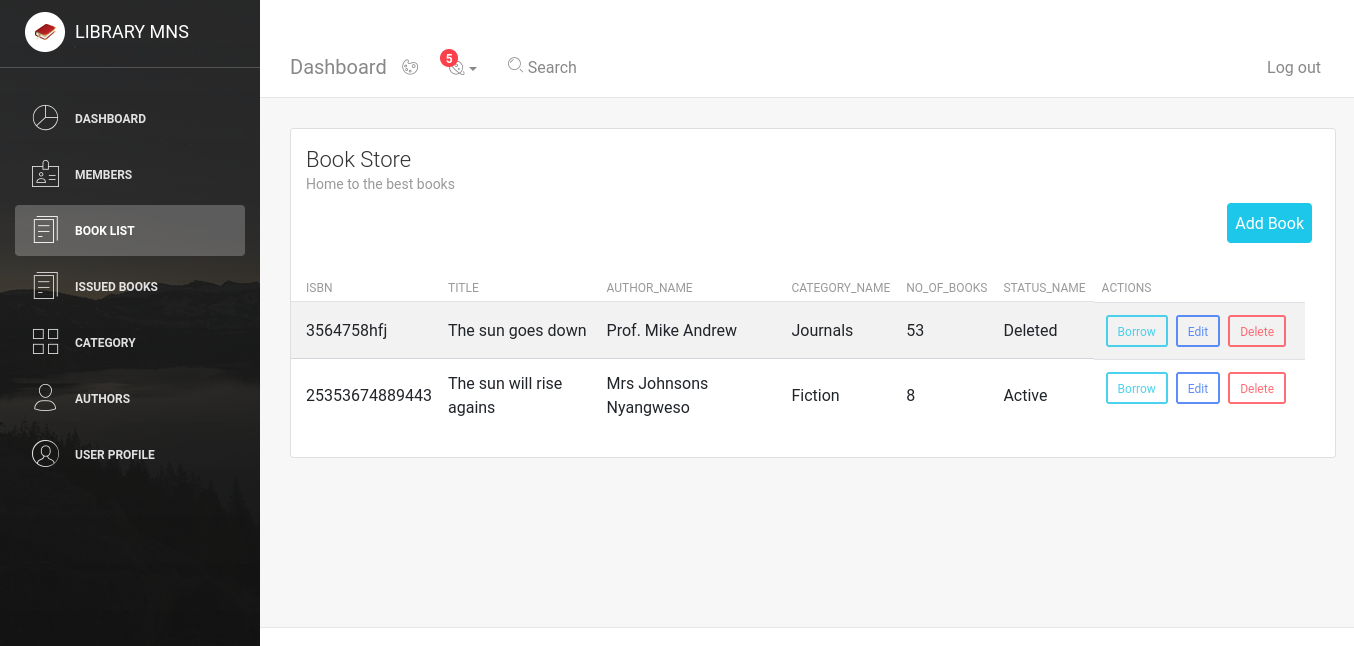 LIBRARY MNS
DASHBOARD
MEMBERS
BOOK LIST
ISSUED BOOKS
CATEGORY
AUTHORS
USER PROFILE
Dashboard 5 Search Log out
Book Store
Home to the best books
Add Book
ISBN TITLE AUTHOR_NAME CATEGORY_NAME NO_OF_BOOKS STATUS_NAME ACTIONS
3564758hfj The sun goes down Prof. Mike Andrew Journals 53 Deleted Borrow Edit Delete
25353674889443 The sun will rise agains Mrs Johnsons Nyangweso Fiction 8 Active Borrow Edit Delete